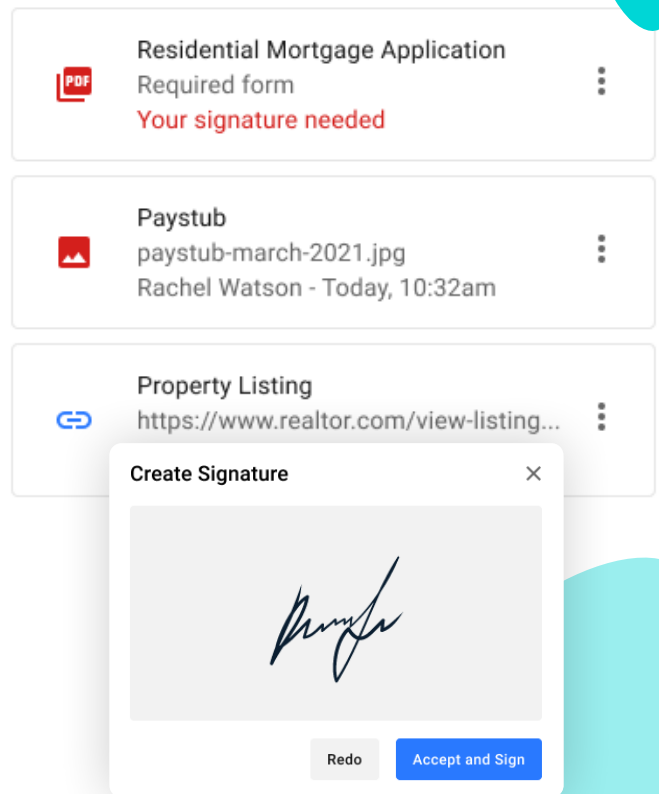 Residential Mortgage Application
Required form
Your signature needed
Paystub
paystub-march-2021.jpg
Rachel Watson - Today, 10:32am
Property Listing
https://www.realtor.com/view-listing...
Create Signature
Redo
Accept and Sign